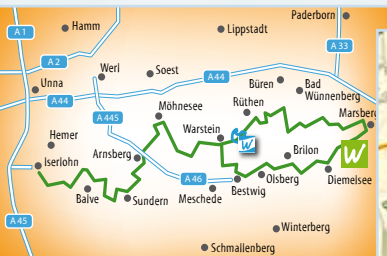 Paderborn
A 1
Hamm
Lippstadt
A 33
A 2
Werl
Soest
A 44
Unna
Büren
Bad
Wünnenberg
A 44
Möhnesee
Rüthen
A 445
Marsberg
Hemer
Warstein
W
Arnsberg
Brilon
W
Iserlohn
A 46
Olsberg
Diemelsee
Balve
Bestwig
Sundern
Meschede
A 45
Winterberg
Schmallenberg